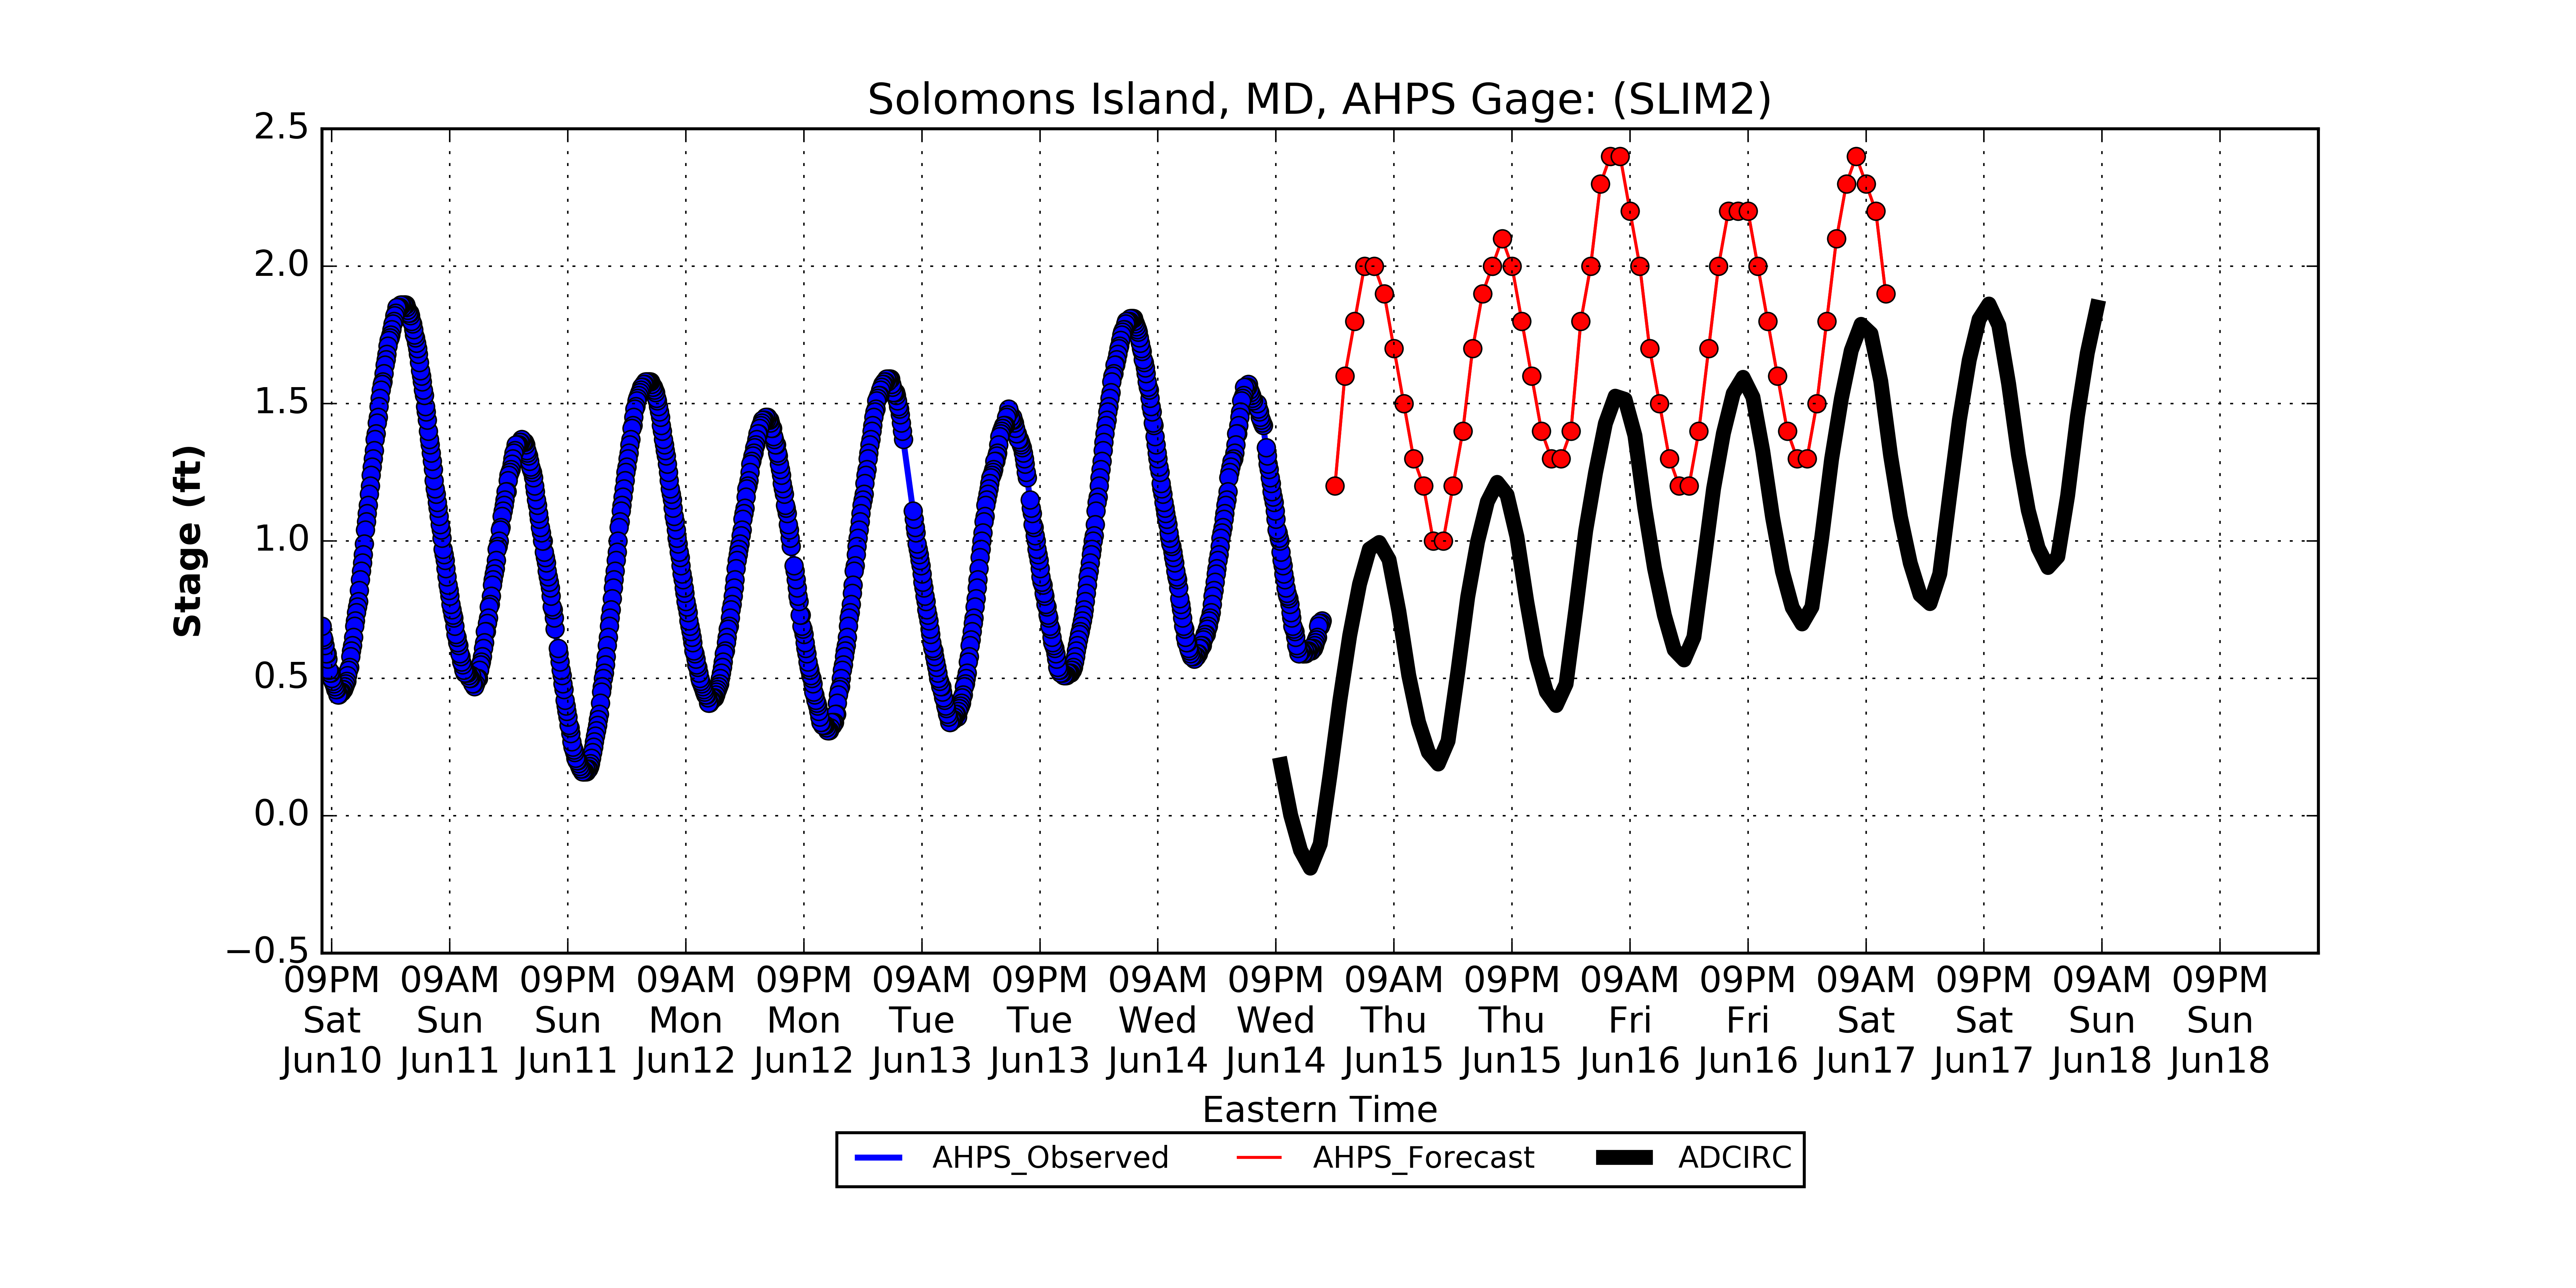 Solomons Island, MD, AHPS Gage: (SLIM2)
Stage (ft)
2.5
2.0
1.5
1.0
0.5
0.0
−0.5
09PM 09AM 09PM 09AM 09PM 09AM 09PM 09AM 09PM 09AM 09PM 09AM 09PM 09AM 09PM 09AM 09PM
Sat Sun Sun Mon Mon Tue Tue Wed Wed Thu Thu Fri Fri Sat Sat Sun Sun
Jun10 Jun11 Jun11 Jun12 Jun12 Jun13 Jun13 Jun14 Jun14 Jun15 Jun15 Jun16 Jun16 Jun17 Jun17 Jun18 Jun18
Eastern Time
AHPS_Observed AHPS_Forecast ADCIRC